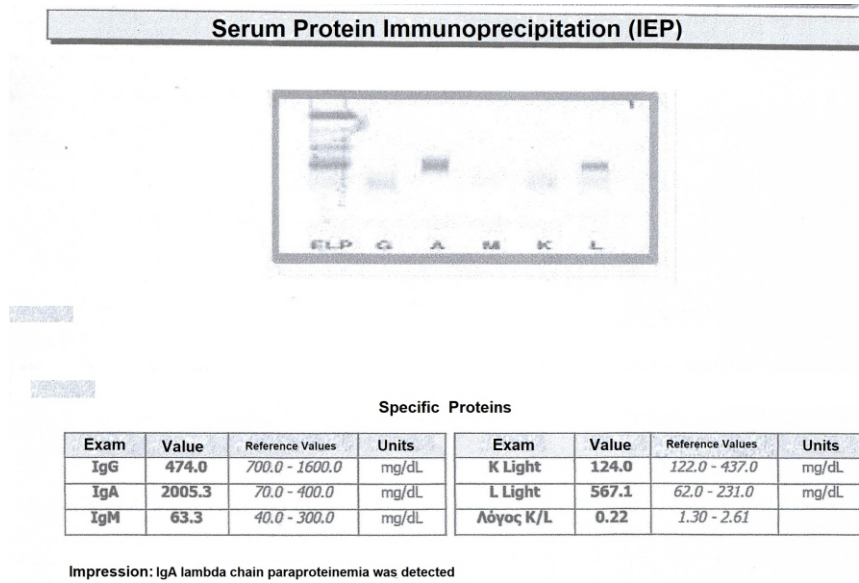 Serum Protein Immunoprecipitation (IEP)
ELP G A M K L
Specific Proteins
Exam Value Reference Values Units Exam Value Reference Values Units
IgG 474.0 700.0 - 1600.0 mg/dL K Light 124.0 122.0 - 437.0 mg/dL
IgA 2005.3 70.0 - 400.0 mg/dL L Light 567.1 62.0 - 231.0 mg/dL
IgM 63.3 40.0 - 300.0 mg/dL Λόγος K/L 0.22 1.30 - 2.61
Impression: IgA lambda chain paraproteinemia was detected